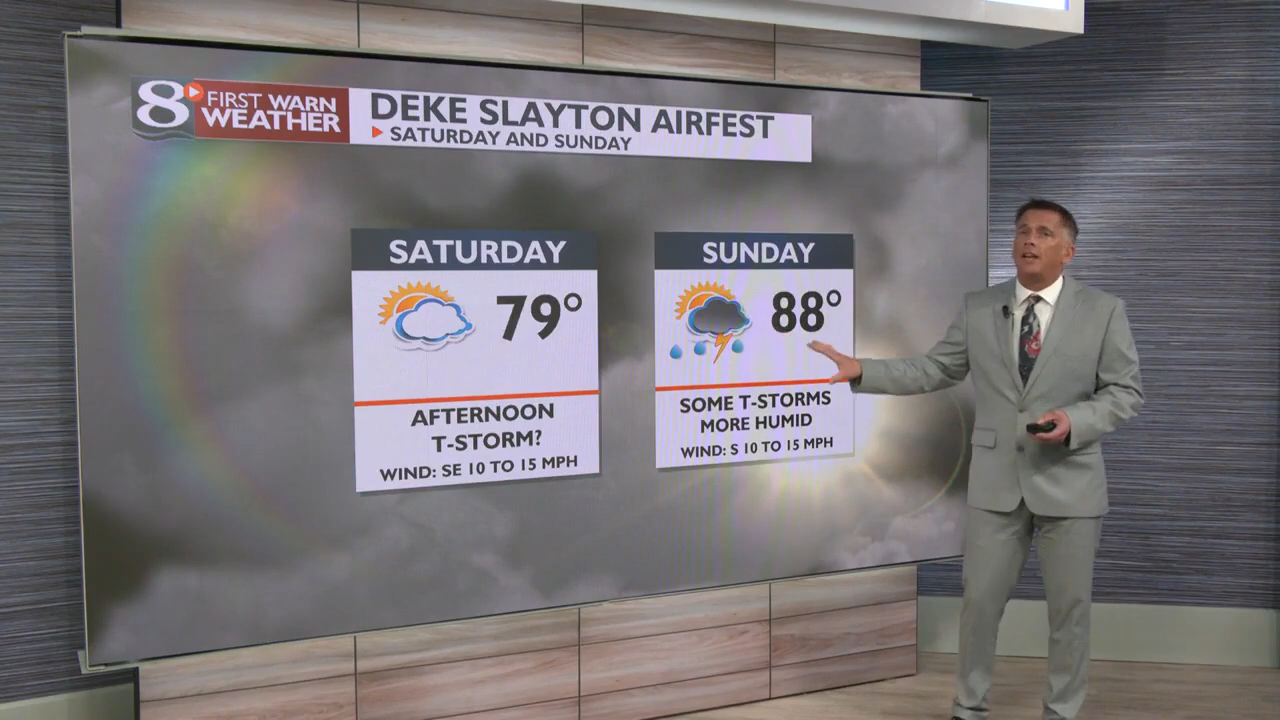 8 FIRST WARN
WEATHER
DEKE SLAYTON AIRFEST
SATURDAY AND SUNDAY
SATURDAY
79°
AFTERNOON
T-STORM?
WIND: SE 10 TO 15 MPH
SUNDAY
88°
SOME T-STORMS
MORE HUMID
WIND: S 10 TO 15 MPH